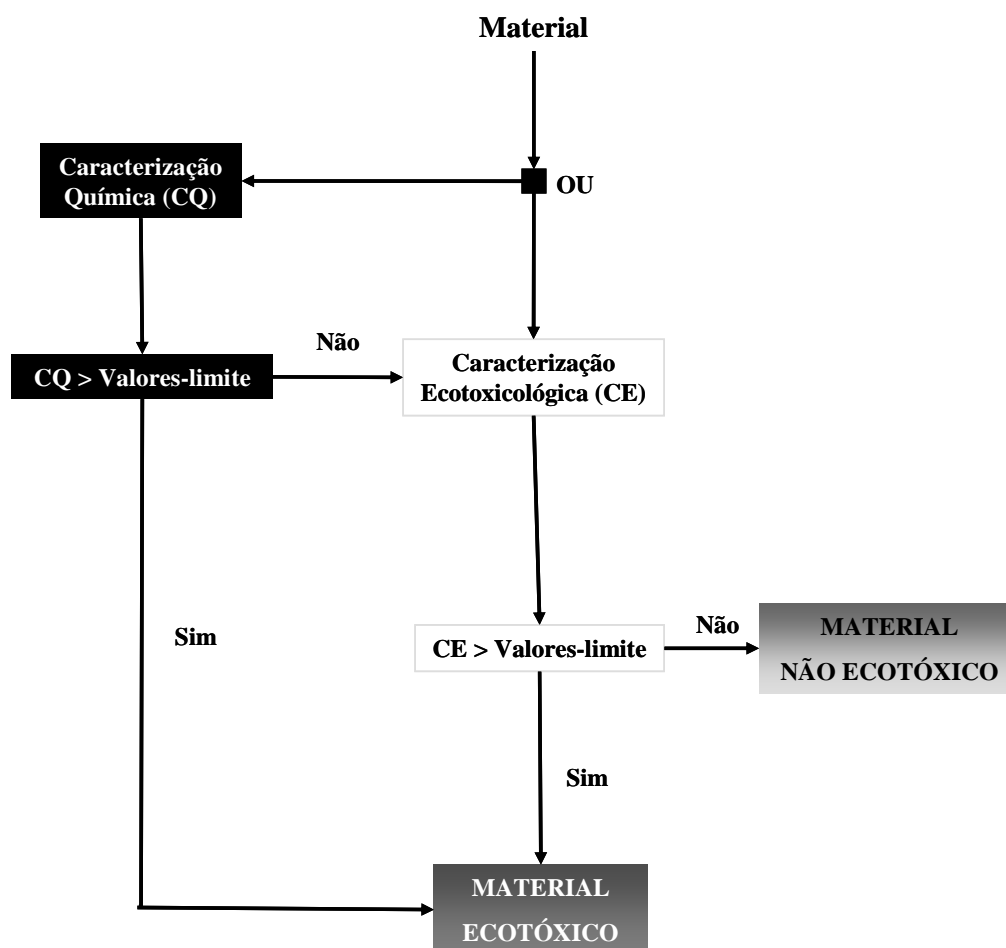 Material
Caracterização
Química (CQ)
OU
Não
CQ > Valores-limite
Caracterização
Ecotoxicológica (CE)
Sim
CE > Valores-limite
Não
MATERIAL
NÃO ECOTÓXICO
Sim
MATERIAL
ECOTÓXICO